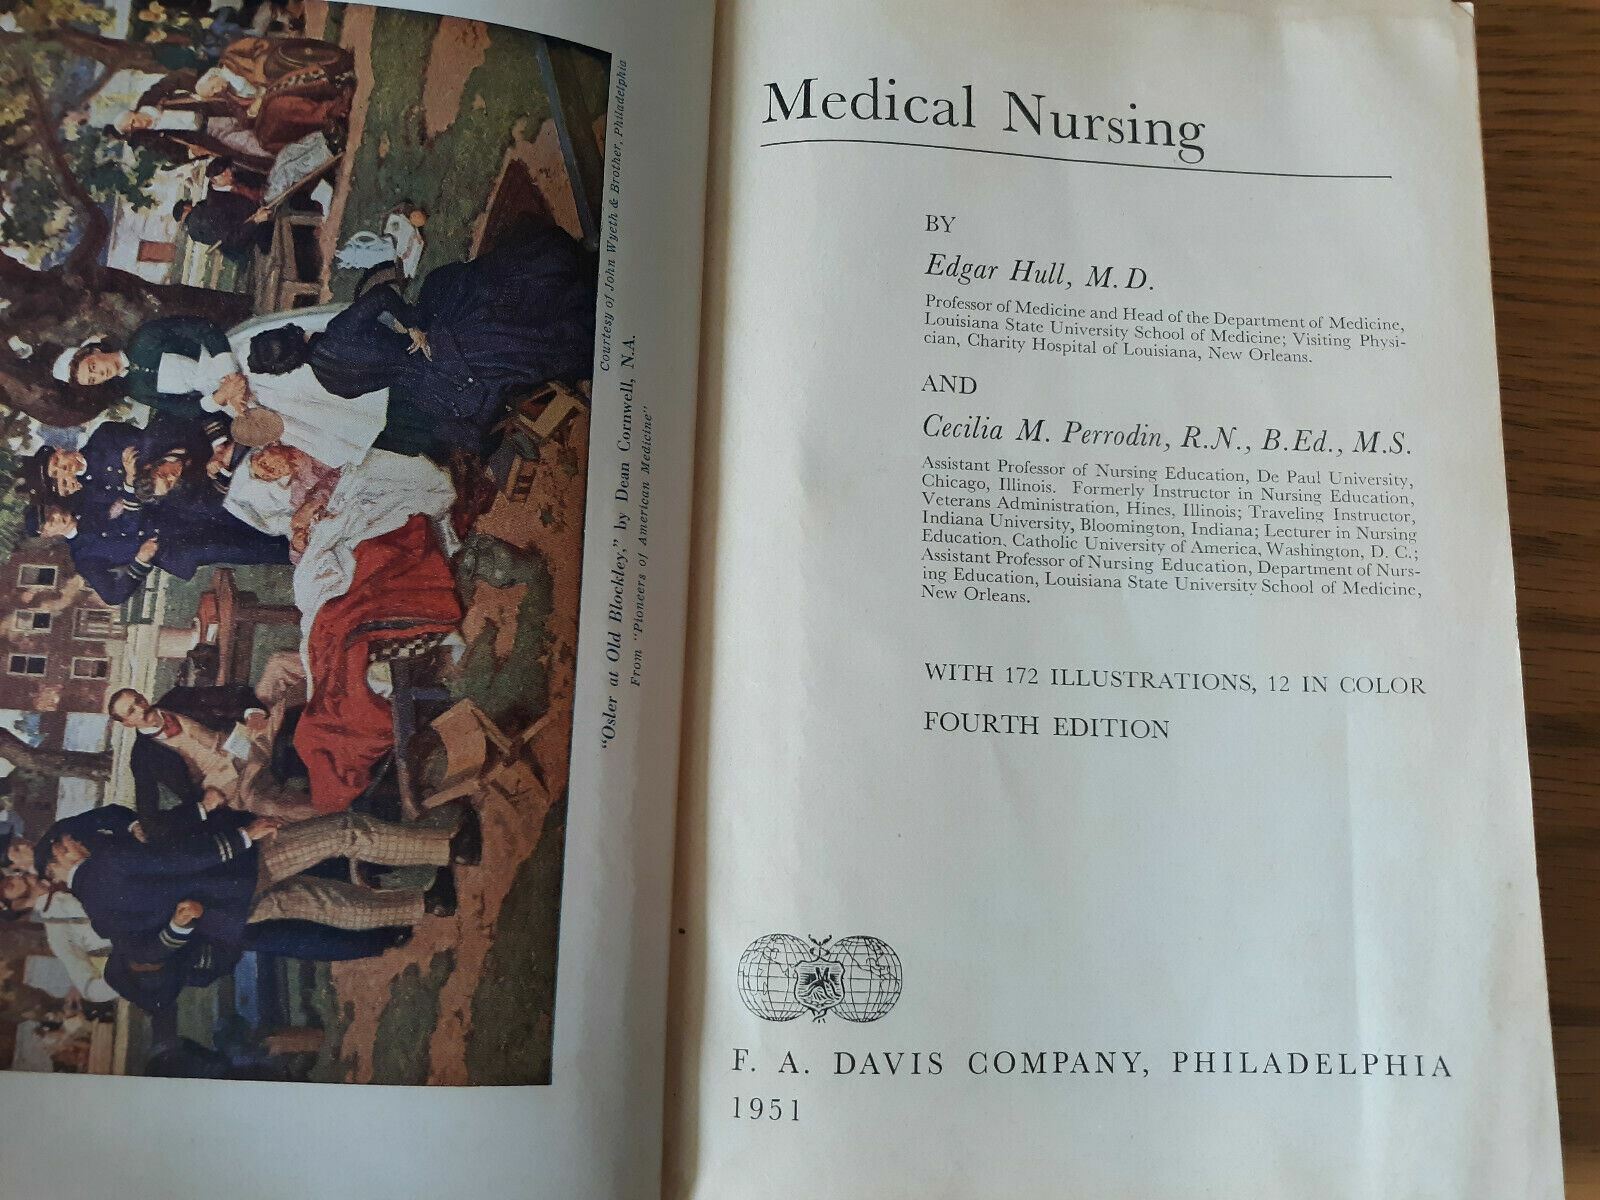 "Osler at Old Blockley," by Dean Cornwell, N.A.
Courtesy of John Wyeth & Brother, Philadelphia
From "Pioneers of American Medicine"
Medical Nursing
BY
Edgar Hull, M. D.
Professor of Medicine and Head of the Department of Medicine,
Louisiana State University School of Medicine; Visiting Physi-
cian, Charity Hospital of Louisiana, New Orleans.
AND
Cecilia M. Perrodin, R.N., B.Ed., M.S.
Assistant Professor of Nursing Education, De Paul University,
Chicago, Illinois. Formerly Instructor in Nursing Education,
Veterans Administration, Hines, Illinois; Traveling Instructor,
Indiana University, Bloomington, Indiana; Lecturer in Nursing
Education, Catholic University of America, Washington, D. C.;
Assistant Professor of Nursing Education, Department of Nurs-
ing Education, Louisiana State University School of Medicine,
New Orleans.
WITH 172 ILLUSTRATIONS, 12 IN COLOR
FOURTH EDITION
F. A. DAVIS COMPANY, PHILADELPHIA
1951